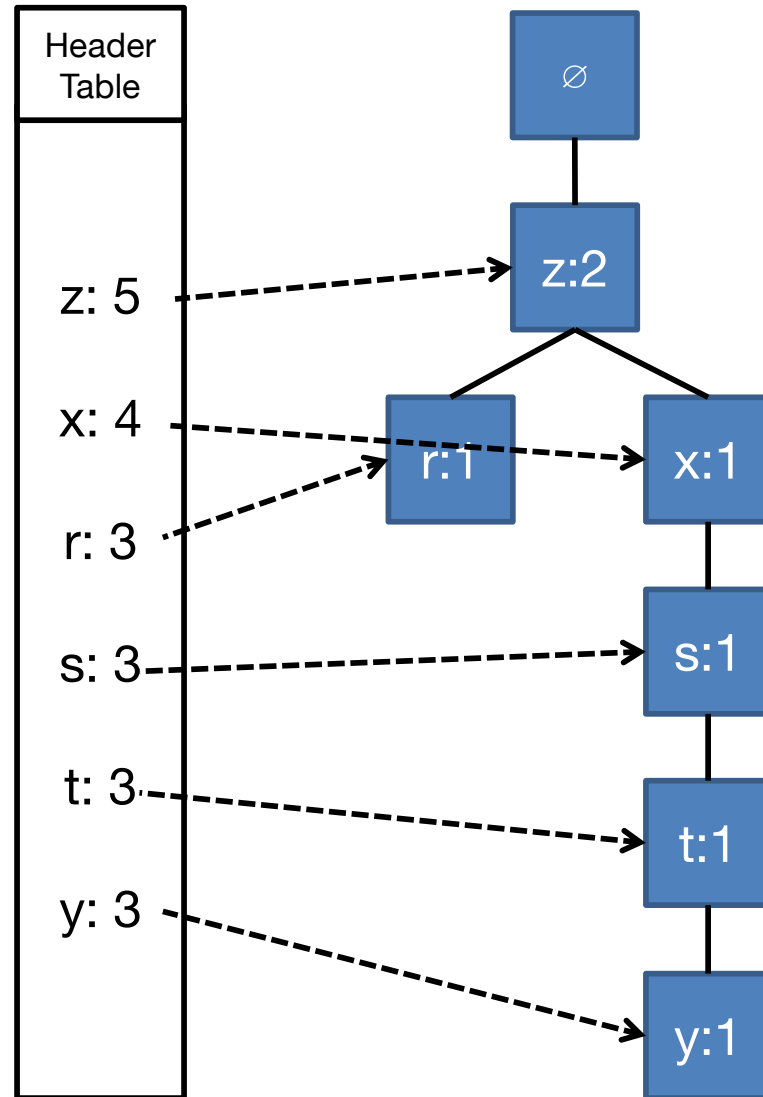 Header
Table
∅
z:2
z: 5
x: 4
r:1
x:1
r: 3
s: 3
s:1
t: 3
t:1
y: 3
y:1